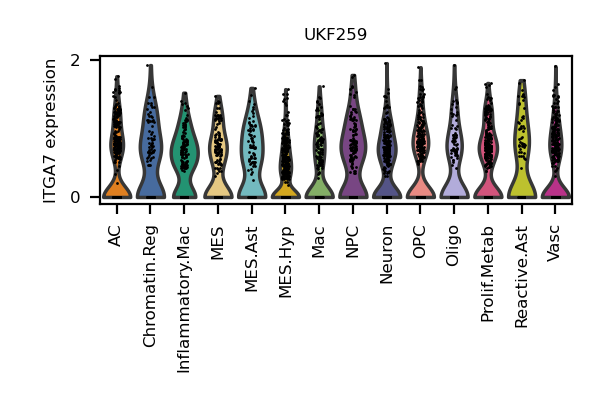 UKF259
ITGA7 expression
2
0
AC
Chromatin.Reg
Inflammatory.Mac
MES
MES.Ast
MES.Hyp
Mac
NPC
Neuron
OPC
Oligo
Prolif.Metab
Reactive.Ast
Vasc